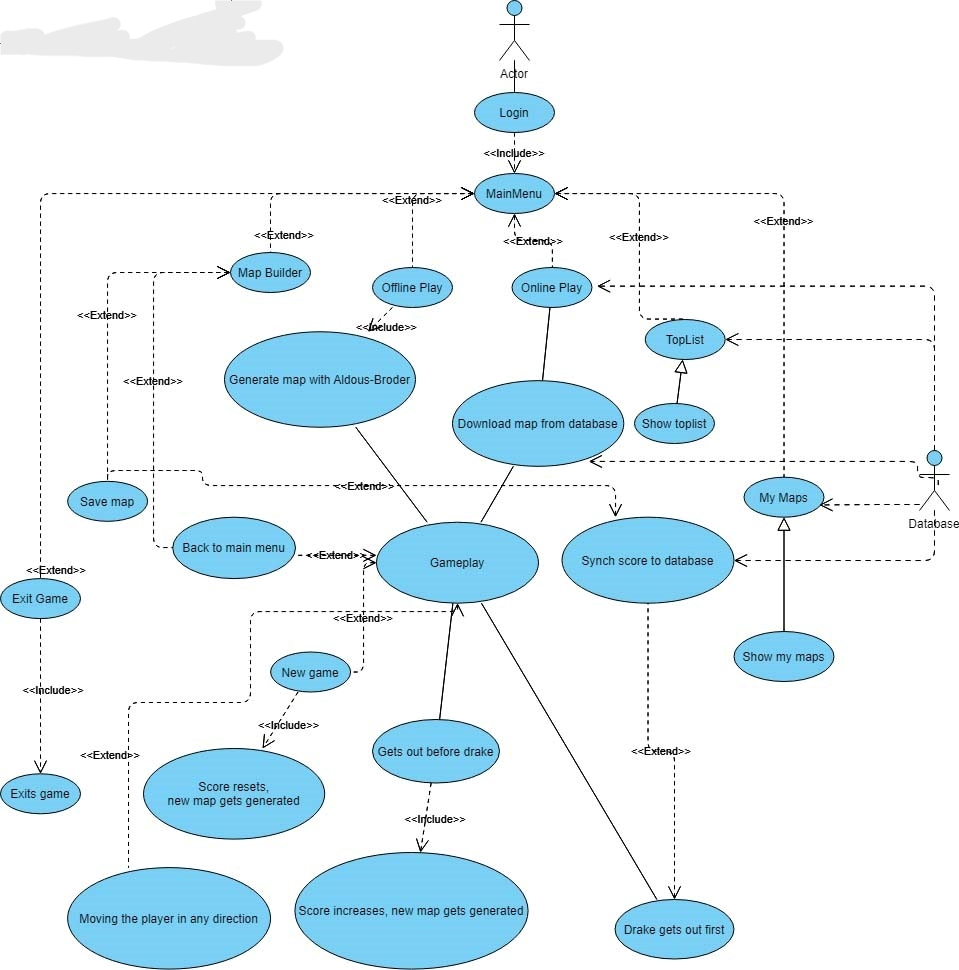 Actor
Login
<<Include>>
MainMenu
<<Extend>>
<<Extend>>
<<Extend>>
<<Extend>>
<<Extend>>
Map Builder
Offline Play
Online Play
<<Extend>>
<<Include>>
TopList
Generate map with Aldous-Broder
<<Extend>>
Download map from database
Show toplist
<<Extend>>
Save map
My Maps
Database
Back to main menu
<<Extend>>
Gameplay
Synch score to database
<<Extend>>
Exit Game
<<Extend>>
New game
Show my maps
<<Include>>
<<Include>>
<<Extend>>
Gets out before drake
<<Extend>>
Exits game
Score resets,
new map gets generated
<<Include>>
Moving the player in any direction
Score increases, new map gets generated
Drake gets out first